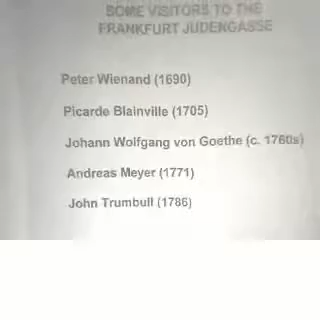 SOME VISITORS TO THE
FRANKFURT JUDENGASSE
Peter Wienand (1690)
Picarde Blainville (1705)
Johann Wolfgang von Goethe (c. 1760s)
Andreas Meyer (1771)
John Trumbull (1786)